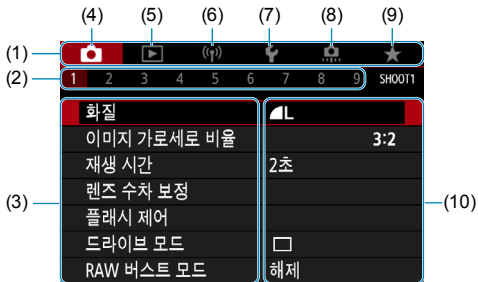 (4) (5) (6) (7) (8) (9)
(1)
(2) 1 2 3 4 5 6 7 8 9 SHOOT1
화질 L
이미지 가로세로 비율 3:2
재생 시간 2초
렌즈 수차 보정
(3) (10)
플래시 제어
드라이브 모드
RAW 버스트 모드 해제